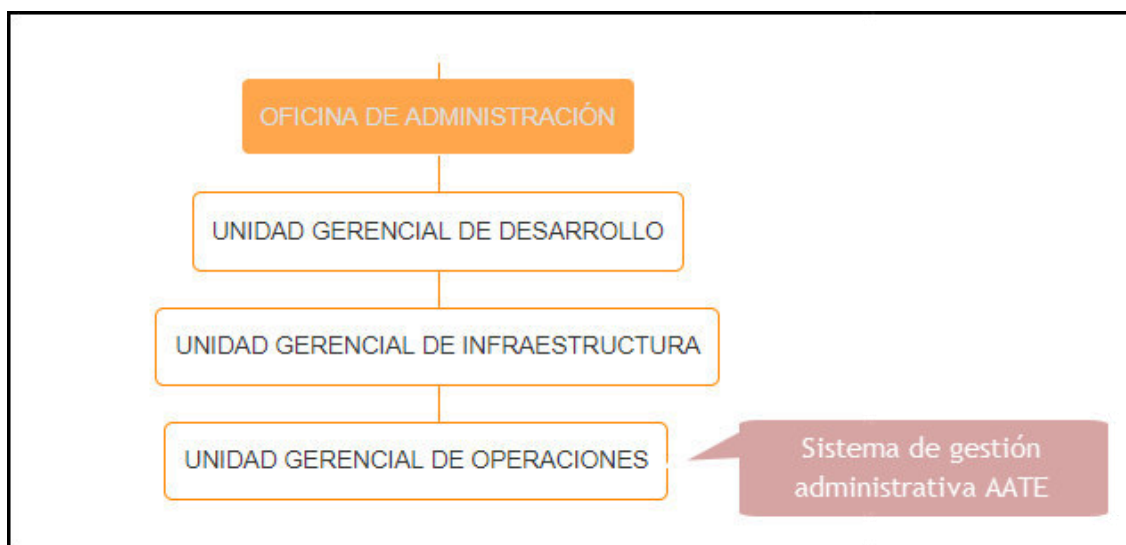 OFICINA DE ADMINISTRACIÓN
UNIDAD GERENCIAL DE DESARROLLO
UNIDAD GERENCIAL DE INFRAESTRUCTURA
UNIDAD GERENCIAL DE OPERACIONES
Sistema de gestión
administrativa AATE